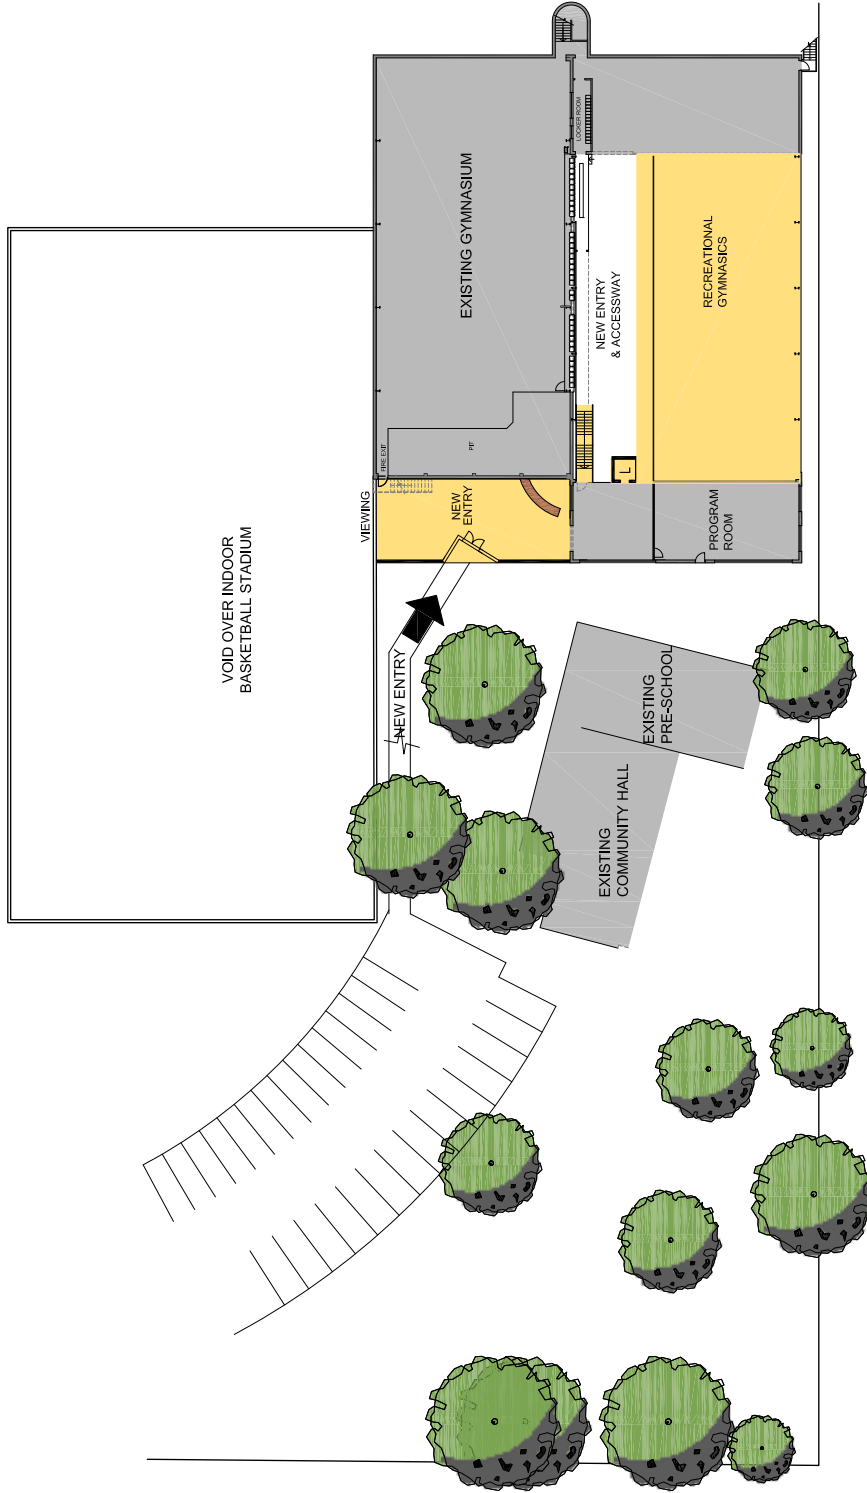 LOCKER ROOM
EXISTING GYMNASIUM
RECREATIONAL
GYMNASICS
NEW ENTRY
& ACCESSWAY
FIRE EXIT
PIT
L
VIEWING
NEW
ENTRY
PROGRAM
ROOM
VOID OVER INDOOR
BASKETBALL STADIUM
NEW ENTRY
EXISTING
PRE-SCHOOL
EXISTING
COMMUNITY HALL